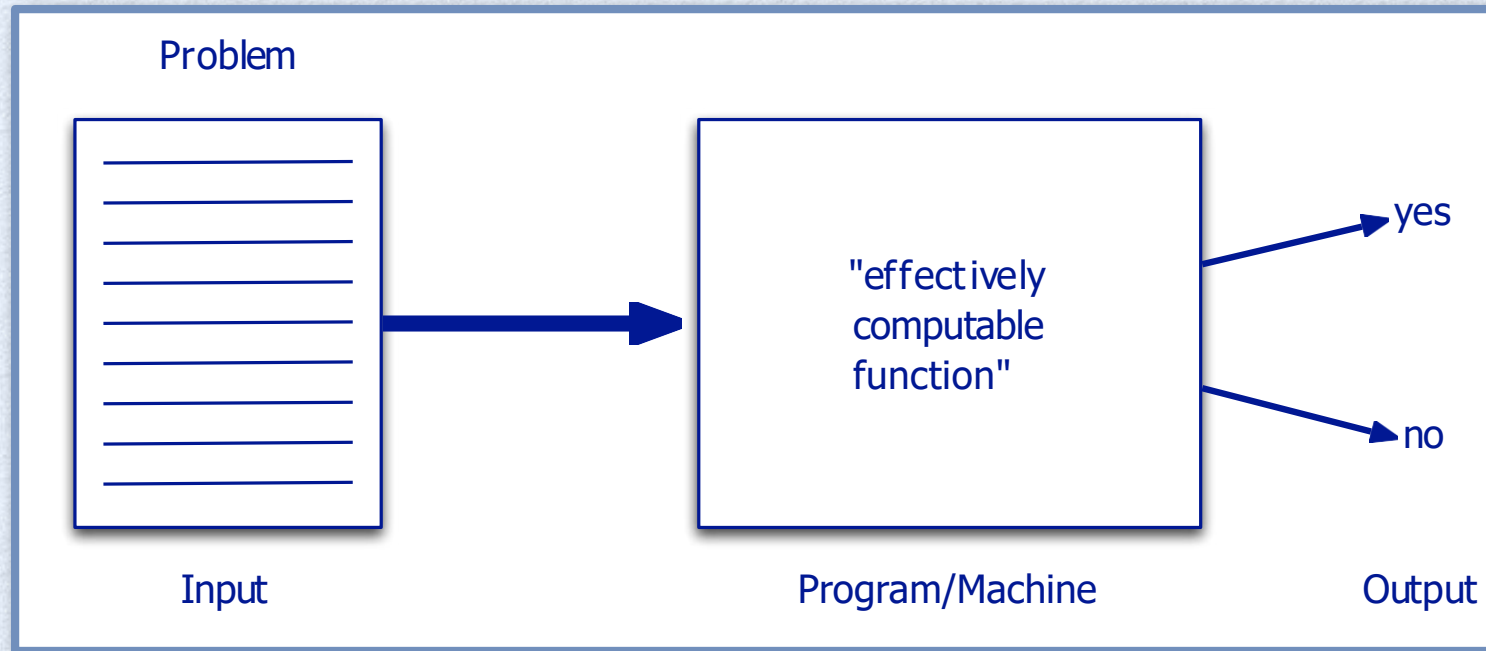 Problem
"effectively
computable
function"
yes
no
Input
Program/Machine
Output